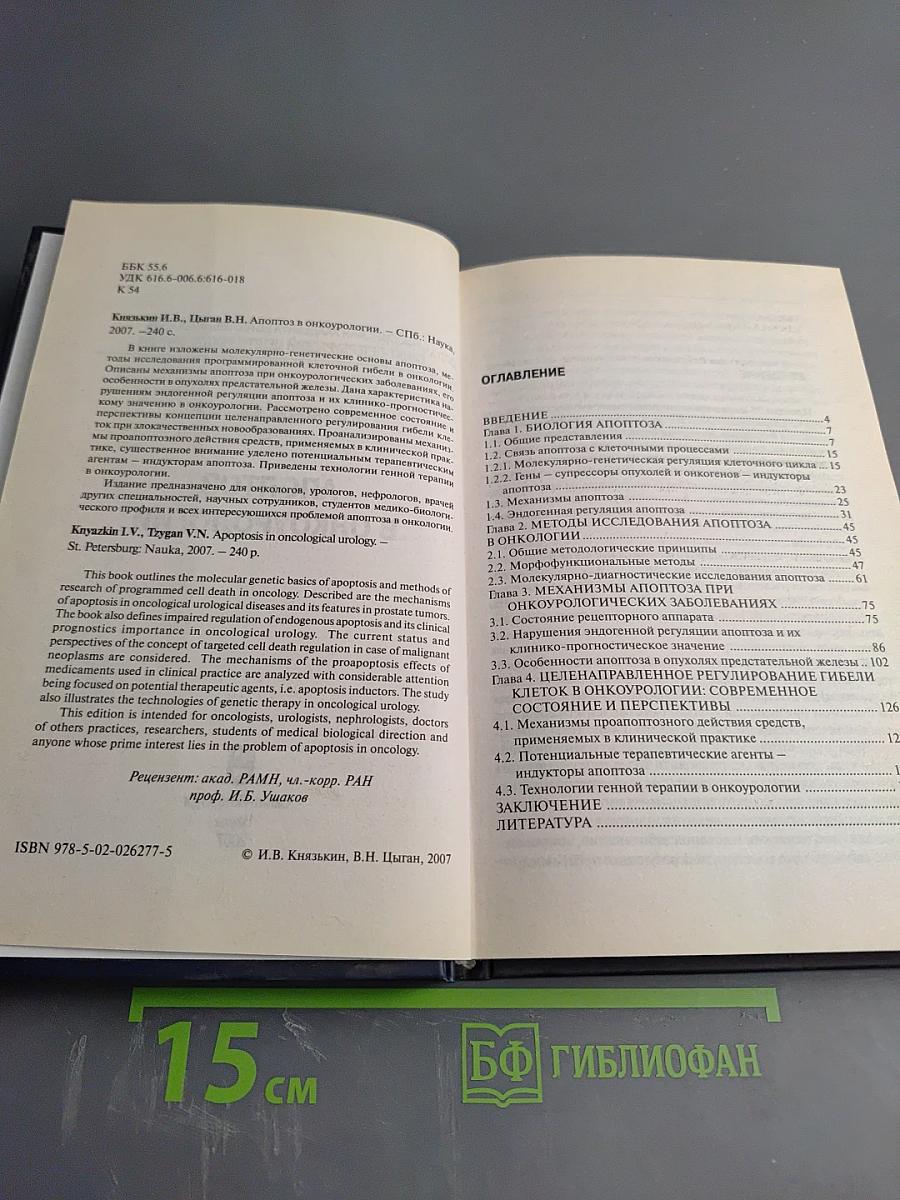 ББК 55.6
УДК 616.6-006.6:616-018
К 54
Князькин И.В., Цыган В.Н. Апоптоз в онкоурологии. – СПб.: Наука,
2007. –240 с.
В книге изложены молекулярно-генетические основы апоптоза, ме-
тоды исследования программированной клеточной гибели в онкологии.
Описаны механизмы апоптоза при онкоурологических заболеваниях, его
особенности в опухолях предстательной железы. Дана характеристика на-
рушениям эндогенной регуляции апоптоза и их клинико-прогностичес-
кому значению в онкоурологии. Рассмотрено современное состояние и
перспективы концепции целенаправленного регулирования гибели кле-
ток при злокачественных новообразованиях. Проанализированы механиз-
мы проапоптозного действия средств, применяемых в клинической прак-
тике, существенное внимание уделено потенциальным терапевтическим
агентам – индукторам апоптоза. Приведены технологии генной терапии
в онкоурологии.
Издание предназначено для онкологов, урологов, нефрологов, врачей
других специальностей, научных сотрудников, студентов медико-биологи-
ческого профиля и всех интересующихся проблемой апоптоза в онкологии.
Knyazkin I.V., Tzygan V.N. Apoptosis in oncological urology. –
St. Petersburg: Nauka, 2007. – 240 p.
This book outlines the molecular genetic basics of apoptosis and methods of
research of programmed cell death in oncology. Described are the mechanisms
of apoptosis in oncological urological diseases and its features in prostate tumors.
The book also defines impaired regulation of endogenous apoptosis and its clinical
prognostics importance in oncological urology. The current status and
perspectives of the concept of targeted cell death regulation in case of malignant
neoplasms are considered. The mechanisms of the proapoptosis effects of
medicaments used in clinical practice are analyzed with considerable attention
being focused on potential therapeutic agents, i.e. apoptosis inductors. The study
also illustrates the technologies of genetic therapy in oncological urology.
This edition is intended for oncologists, urologists, nephrologists, doctors
of others practices, researchers, students of medical biological direction and
anyone whose prime interest lies in the problem of apoptosis in oncology.
Рецензент: акад. РАМН, чл.-корр. РАН
проф. И.Б. Ушаков
ISBN 978-5-02-026277-5
© И.В. Князькин, В.Н. Цыган, 2007
ОГЛАВЛЕНИЕ
ВВЕДЕНИЕ ... 4
Глава 1. БИОЛОГИЯ АПОПТОЗА ... 7
1.1. Общие представления ... 7
1.2. Связь апоптоза с клеточными процессами ... 15
1.2.1. Молекулярно-генетическая регуляция клеточного цикла ... 15
1.2.2. Гены – супрессоры опухолей и онкогенов – индукторы
апоптоза ... 23
1.3. Механизмы апоптоза ... 25
1.4. Эндогенная регуляция апоптоза ... 31
Глава 2. МЕТОДЫ ИССЛЕДОВАНИЯ АПОПТОЗА ... 45
В ОНКОЛОГИИ ... 45
2.1. Общие методологические принципы ... 45
2.2. Морфофункциональные методы ... 47
2.3. Молекулярно-диагностические исследования апоптоза ... 61
Глава 3. МЕХАНИЗМЫ АПОПТОЗА ПРИ
ОНКОУРОЛОГИЧЕСКИХ ЗАБОЛЕВАНИЯХ ... 75
3.1. Состояние рецепторного аппарата ... 75
3.2. Нарушения эндогенной регуляции апоптоза и их
клинико-прогностическое значение ... 86
3.3. Особенности апоптоза в опухолях предстательной железы .. 102
Глава 4. ЦЕЛЕНАПРАВЛЕННОЕ РЕГУЛИРОВАНИЕ ГИБЕЛИ
КЛЕТОК В ОНКОУРОЛОГИИ: СОВРЕМЕННОЕ
СОСТОЯНИЕ И ПЕРСПЕКТИВЫ ... 126
4.1. Механизмы проапоптозного действия средств,
применяемых в клинической практике ... 12
4.2. Потенциальные терапевтические агенты –
индукторы апоптоза ... 1
4.3. Технологии генной терапии в онкоурологии ...
ЗАКЛЮЧЕНИЕ ...
ЛИТЕРАТУРА ...
15 см
БФ ГИБЛИОФАН